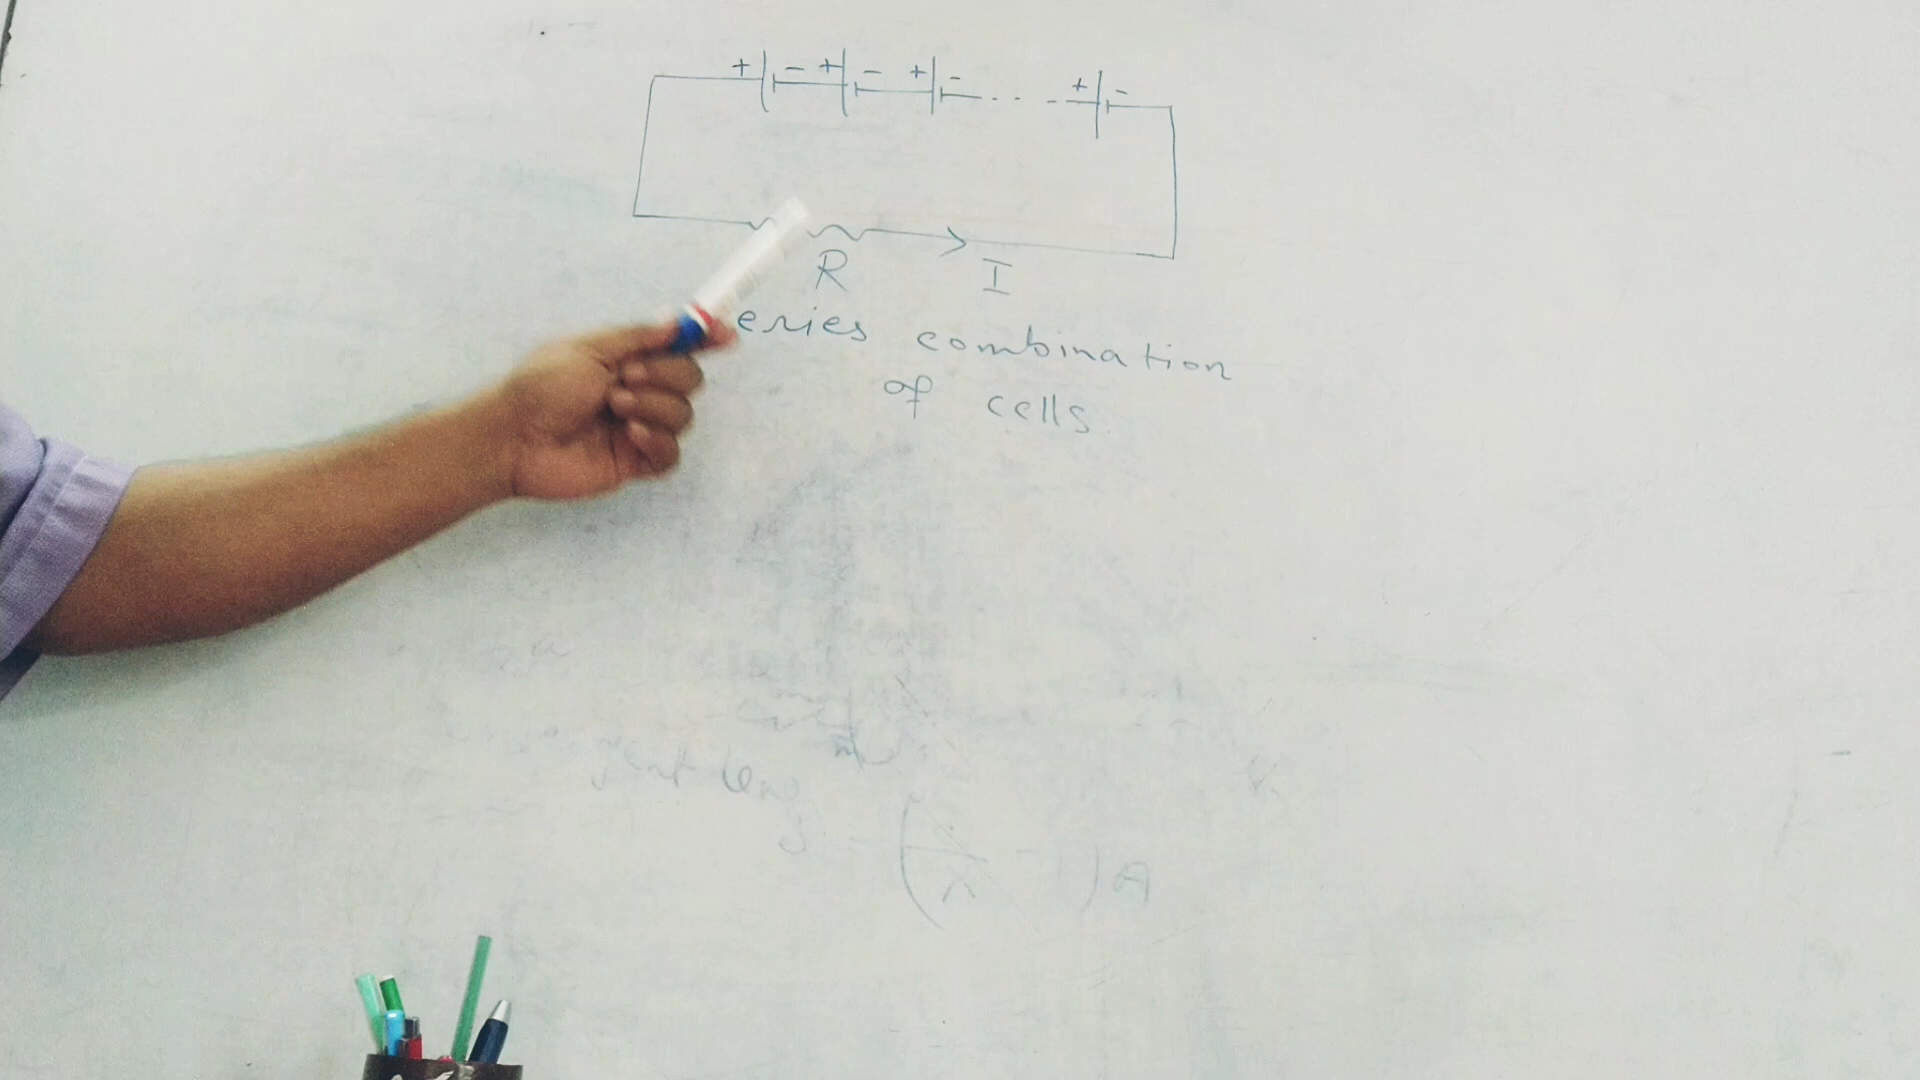 + - + - + - ... + -
R I
eries combination
of cells